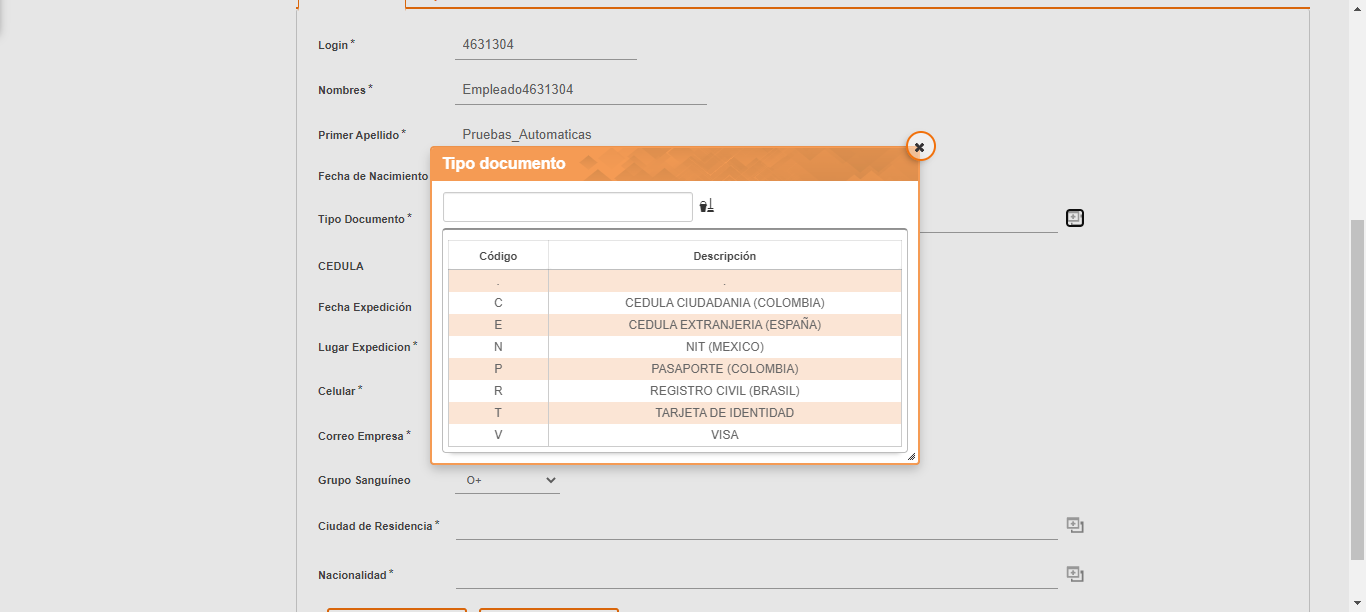 Login *
4631304
Nombres *
Empleado4631304
Primer Apellido *
Pruebas_Automaticas
Tipo documento
Fecha de Nacimiento
Tipo Documento *
Código Descripción
CEDULA
. .
C CEDULA CIUDADANIA (COLOMBIA)
Fecha Expedición
E CEDULA EXTRANJERIA (ESPAÑA)
Lugar Expedicion *
N NIT (MEXICO)
P PASAPORTE (COLOMBIA)
Celular *
R REGISTRO CIVIL (BRASIL)
T TARJETA DE IDENTIDAD
Correo Empresa *
V VISA
Grupo Sanguíneo
O+
Ciudad de Residencia *
Nacionalidad *